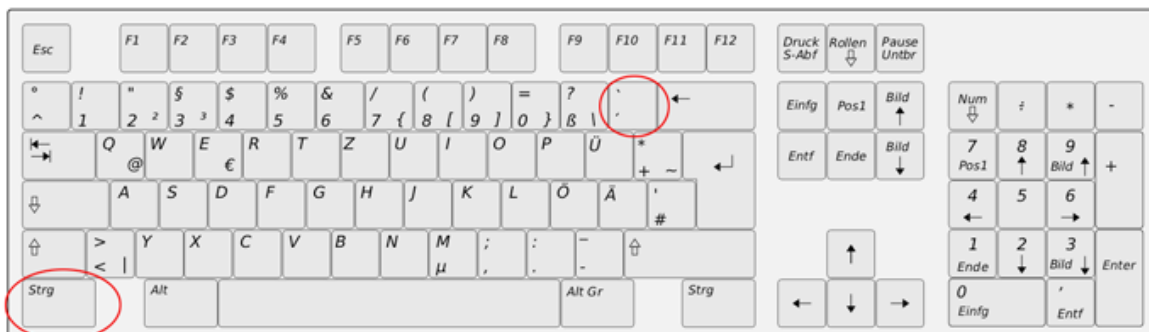 Esc F1 F2 F3 F4 F5 F6 F7 F8 F9 F10 F11 F12 Druck S-Abf Rollen ⇩ Pause Untbr
° ! " § $ % & / ( ) = ? ` ←
^ 1 2 ² 3 ³ 4 5 6 7 { 8 [ 9 ] 0 } ß \ ´
Einfg Pos1 Bild ↑ Num ⇩ ÷ * -
Q @ W E € R T Z U I O P Ü * + ~
Entf Ende Bild ↓ 7 Pos1 8 ↑ 9 Bild ↑ +
A S D F G H J K L Ö Ä ' #
4 ← 5 6 →
> < | Y X C V B N M µ ; , : . _ -
↑ 1 Ende 2 ↓ 3 Bild ↓ Enter
Strg Alt Alt Gr Strg
← ↓ → 0 Einfg , Entf